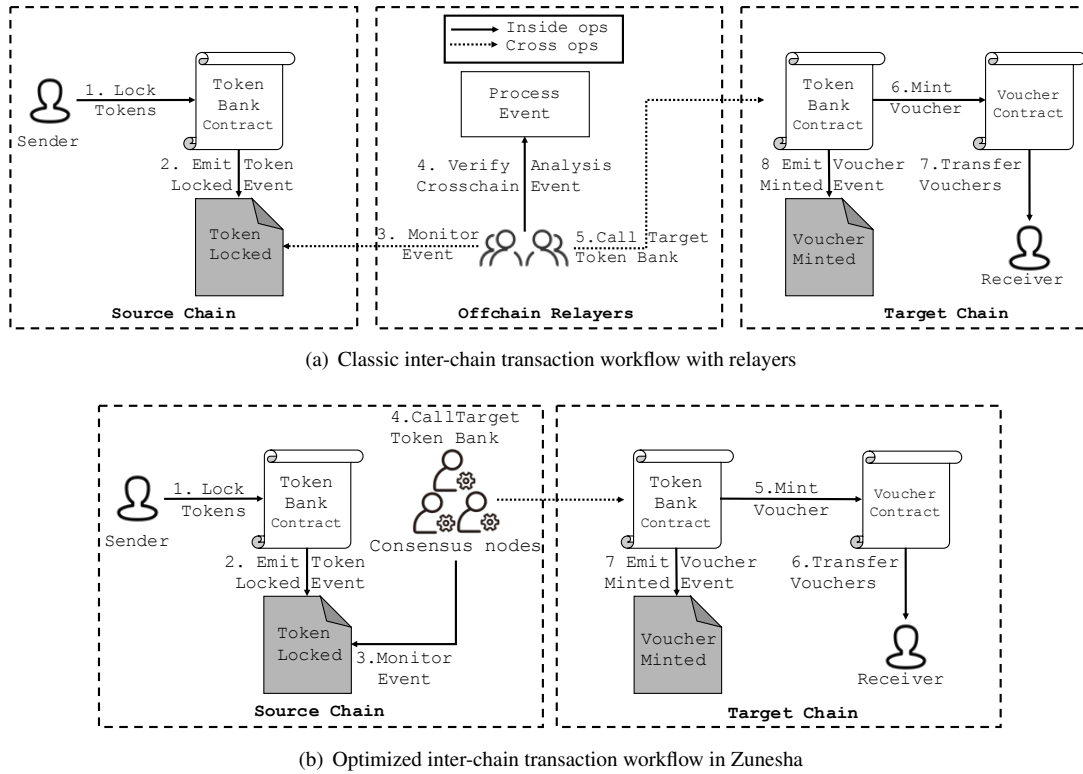 Inside ops
Cross ops
1. Lock
Tokens
Sender
Token
Bank
Contract
2. Emit Token
Locked Event
Token
Locked
Source Chain
Process
Event
4. Verify Analysis
Crosschain Event
3. Monitor
Event
5.Call Target
Token Bank
Offchain Relayers
Token
Bank
Contract
6.Mint
Voucher
Voucher
Contract
8 Emit Voucher
Minted Event
7.Transfer
Vouchers
Voucher
Minted
Receiver
Target Chain
(a) Classic inter-chain transaction workflow with relayers
4.CallTarget
Token Bank
1. Lock
Tokens
Sender
Token
Bank
Contract
Consensus nodes
2. Emit Token
Locked Event
Token
Locked
3.Monitor
Event
Source Chain
Token
Bank
Contract
5.Mint
Voucher
Voucher
Contract
7 Emit Voucher
Minted Event
6.Transfer
Vouchers
Voucher
Minted
Receiver
Target Chain
(b) Optimized inter-chain transaction workflow in Zunesha